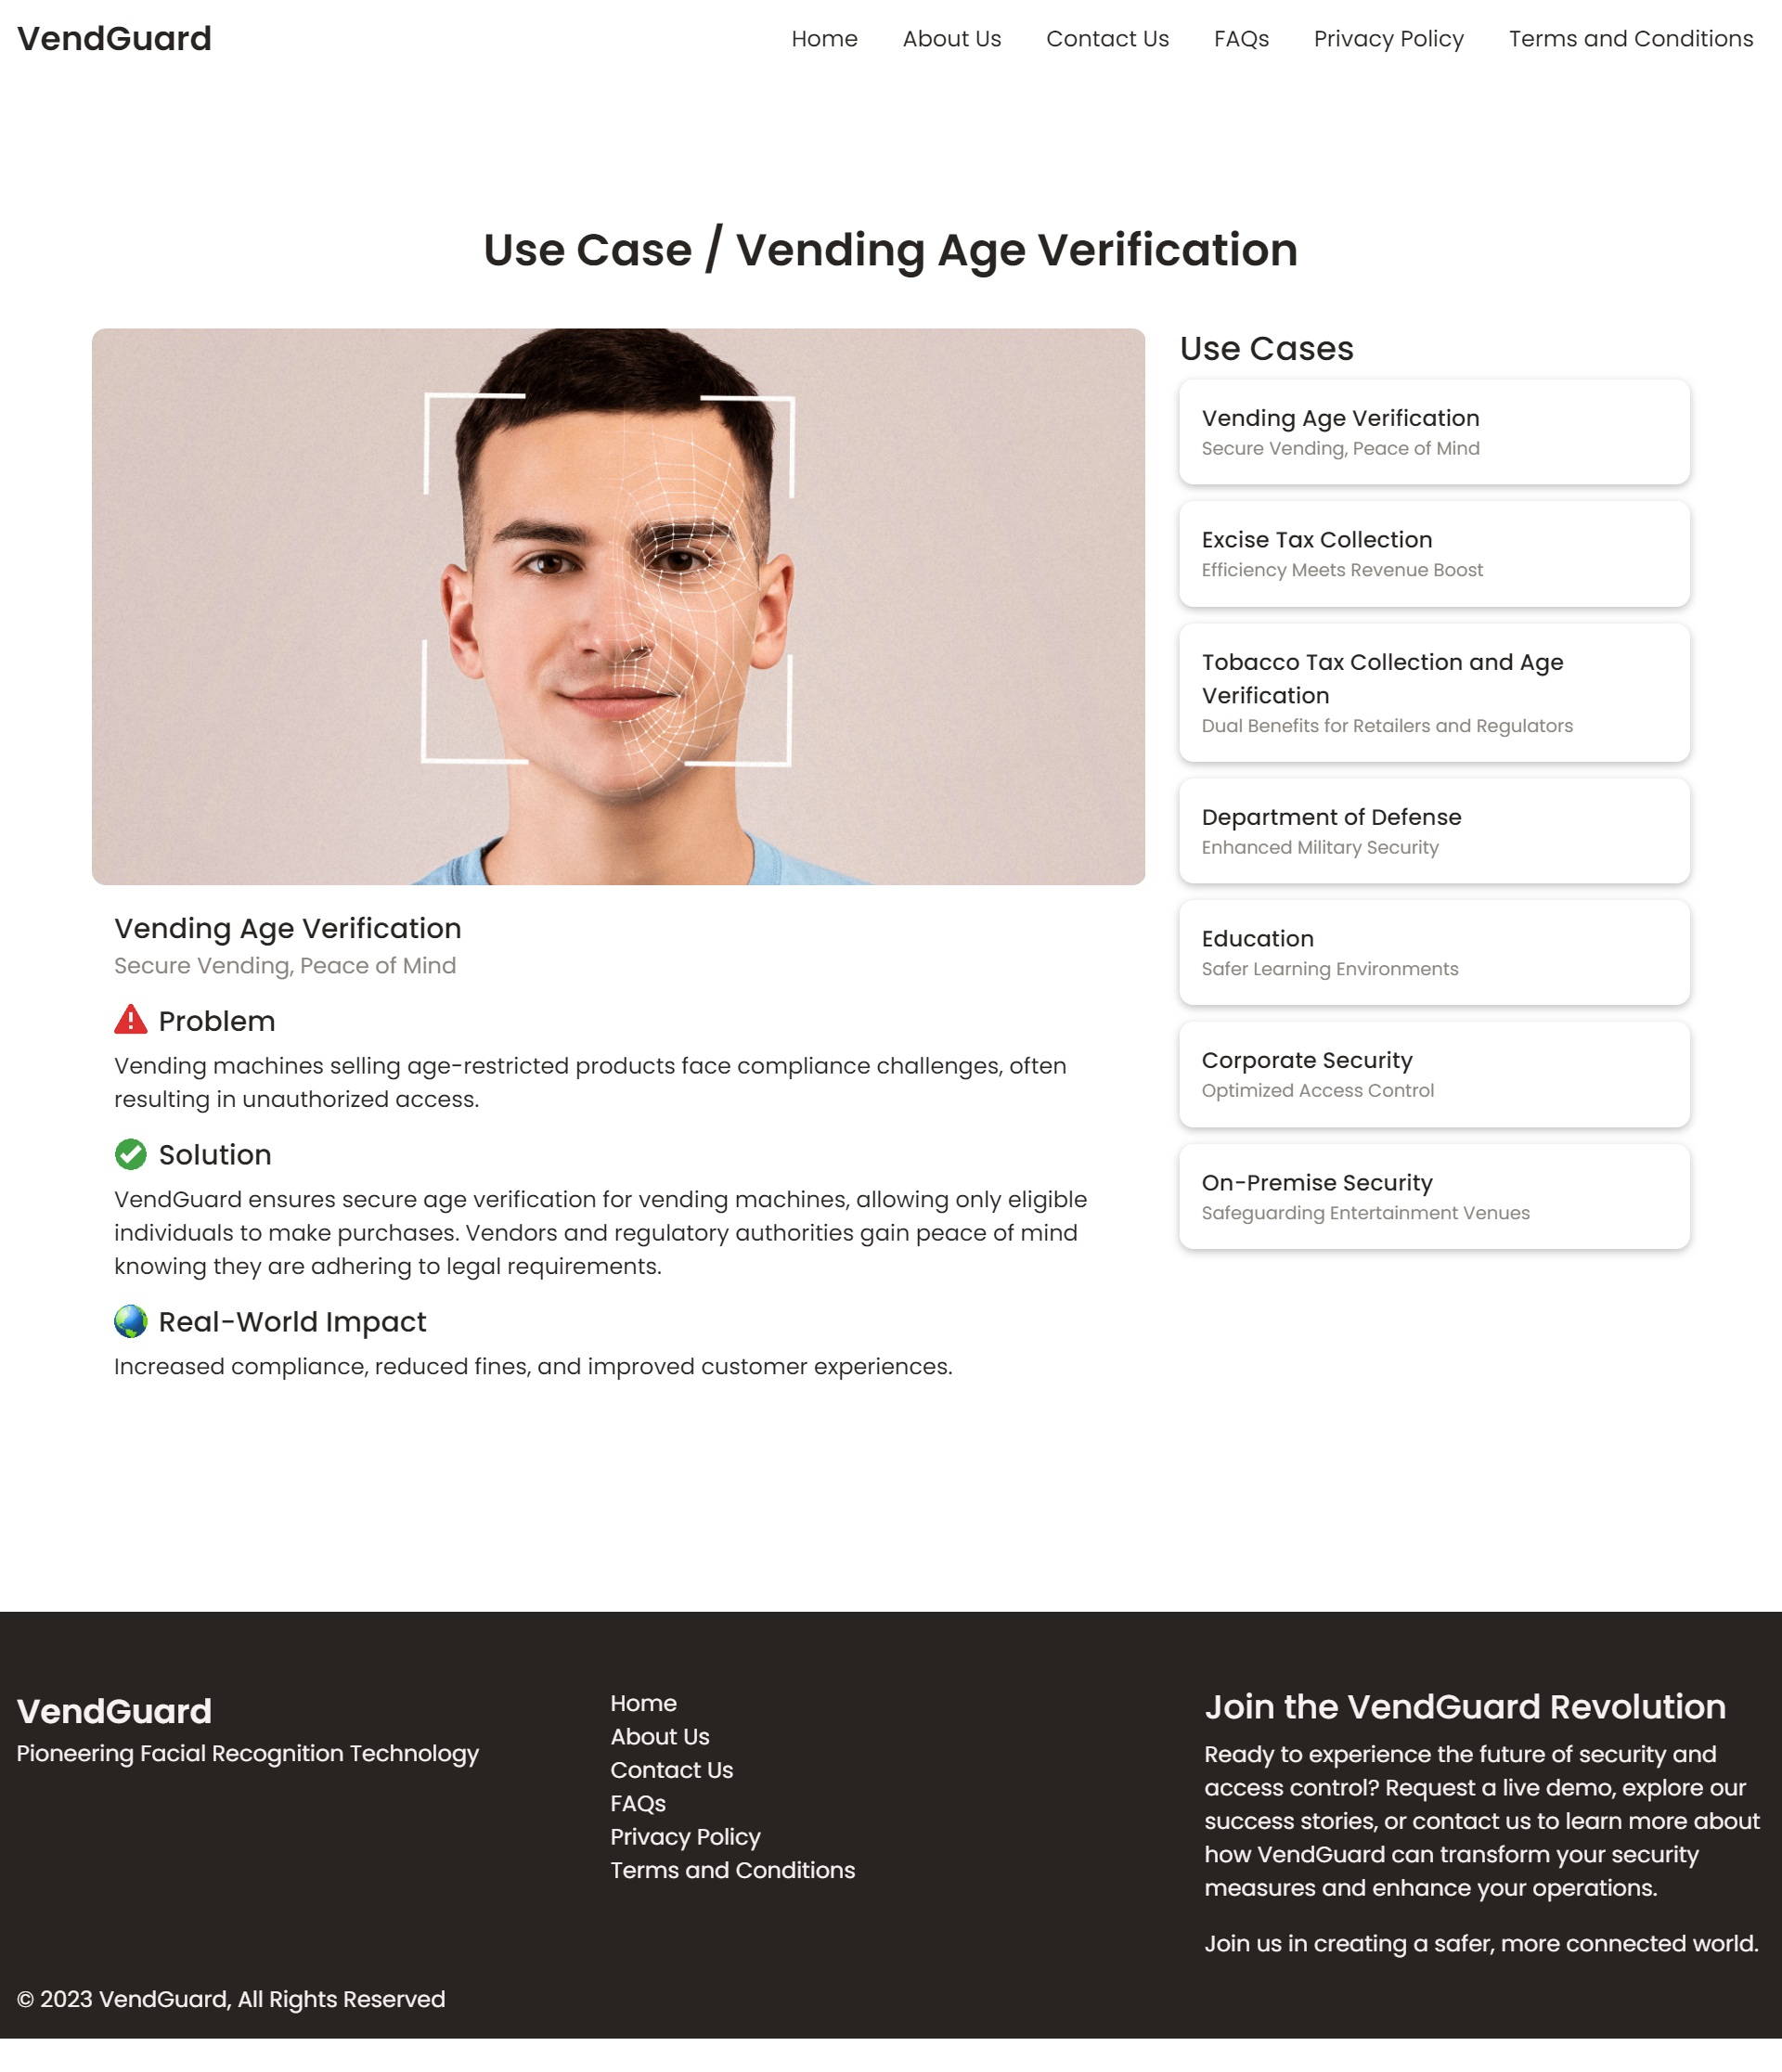 VendGuard
Home
About Us
Contact Us
FAQs
Privacy Policy
Terms and Conditions
Use Case / Vending Age Verification
Vending Age Verification
Secure Vending, Peace of Mind
Problem
Vending machines selling age-restricted products face compliance challenges, often
resulting in unauthorized access.
Solution
VendGuard ensures secure age verification for vending machines, allowing only eligible
individuals to make purchases. Vendors and regulatory authorities gain peace of mind
knowing they are adhering to legal requirements.
Real-World Impact
Increased compliance, reduced fines, and improved customer experiences.
Use Cases
Vending Age Verification
Secure Vending, Peace of Mind
Excise Tax Collection
Efficiency Meets Revenue Boost
Tobacco Tax Collection and Age
Verification
Dual Benefits for Retailers and Regulators
Department of Defense
Enhanced Military Security
Education
Safer Learning Environments
Corporate Security
Optimized Access Control
On-Premise Security
Safeguarding Entertainment Venues
VendGuard
Pioneering Facial Recognition Technology
Home
About Us
Contact Us
FAQs
Privacy Policy
Terms and Conditions
Join the VendGuard Revolution
Ready to experience the future of security and
access control? Request a live demo, explore our
success stories, or contact us to learn more about
how VendGuard can transform your security
measures and enhance your operations.
Join us in creating a safer, more connected world.
© 2023 VendGuard, All Rights Reserved